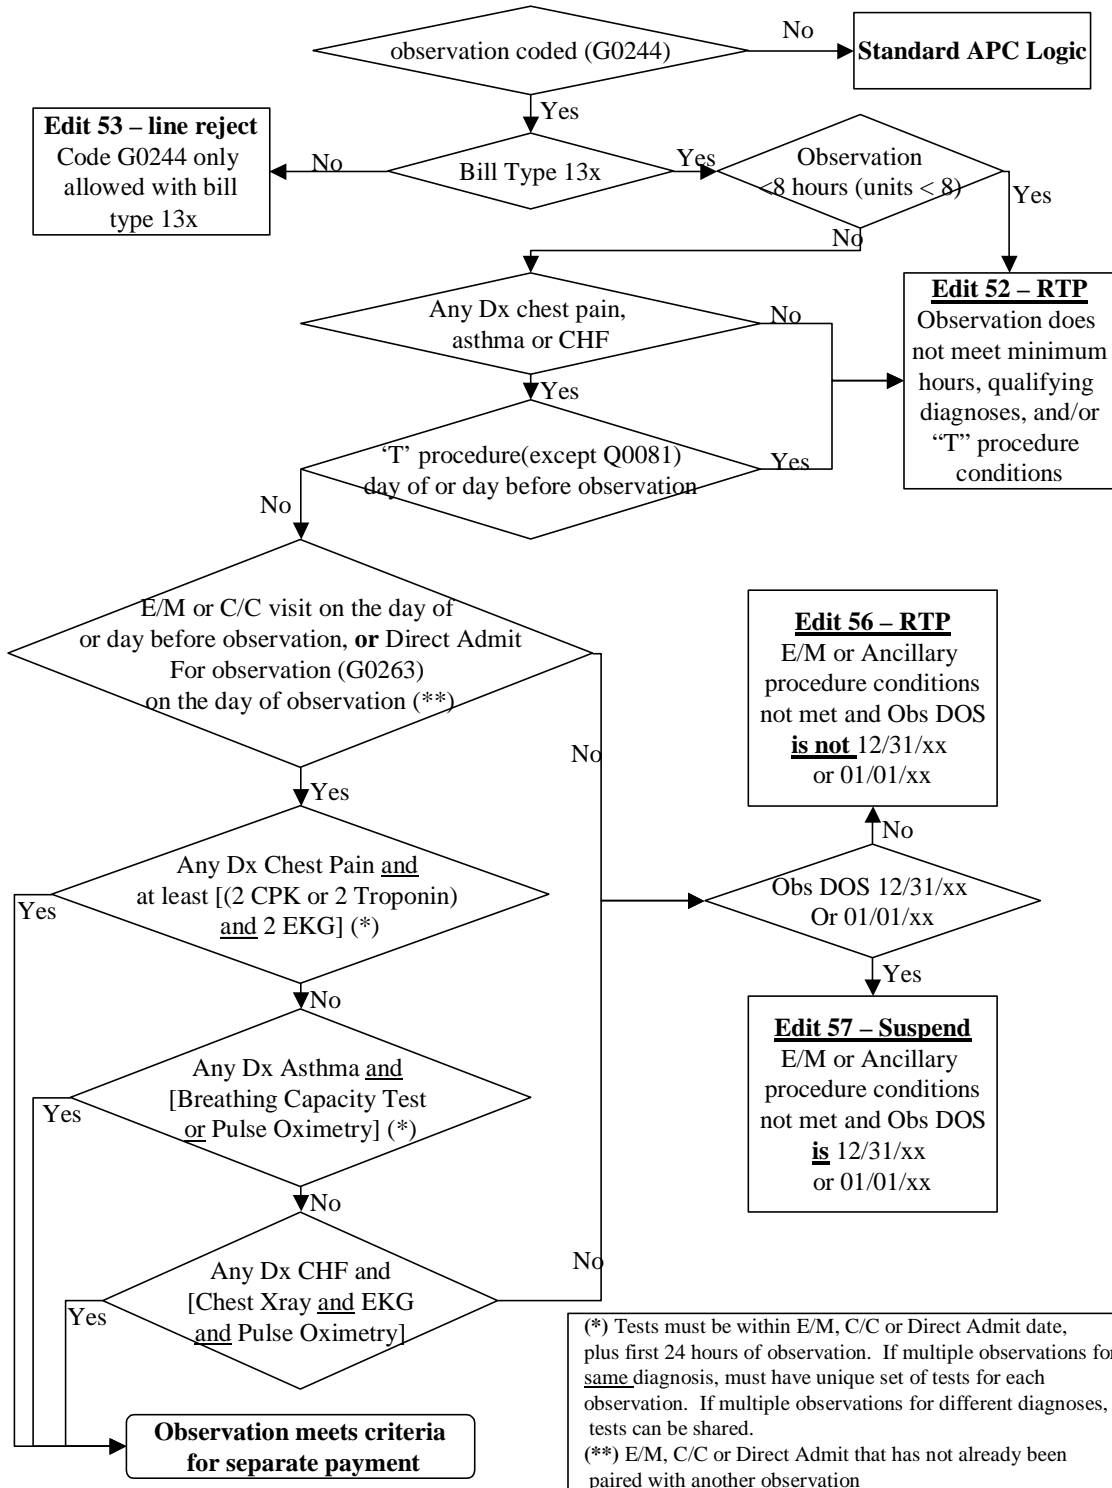 observation coded (G0244)
No
Standard APC Logic
Yes
Edit 53 – line reject
Code G0244 only
allowed with bill
type 13x
No
Bill Type 13x
Yes
Observation
<8 hours (units < 8)
Yes
No
Any Dx chest pain,
asthma or CHF
No
Yes
Edit 52 – RTP
Observation does
not meet minimum
hours, qualifying
diagnoses, and/or
“T” procedure
conditions
‘T’ procedure(except Q0081)
day of or day before observation
Yes
No
E/M or C/C visit on the day of
or day before observation, or Direct Admit
For observation (G0263)
on the day of observation (**)
No
Yes
Edit 56 – RTP
E/M or Ancillary
procedure conditions
not met and Obs DOS
is not 12/31/xx
or 01/01/xx
No
Any Dx Chest Pain and
at least [(2 CPK or 2 Troponin)
and 2 EKG] (*)
Yes
No
Obs DOS 12/31/xx
Or 01/01/xx
Yes
Edit 57 – Suspend
E/M or Ancillary
procedure conditions
not met and Obs DOS
is 12/31/xx
or 01/01/xx
Any Dx Asthma and
[Breathing Capacity Test
or Pulse Oximetry] (*)
Yes
No
Any Dx CHF and
[Chest Xray and EKG
and Pulse Oximetry]
Yes
No
Observation meets criteria
for separate payment
(*) Tests must be within E/M, C/C or Direct Admit date,
plus first 24 hours of observation. If multiple observations for
same diagnosis, must have unique set of tests for each
observation. If multiple observations for different diagnoses,
tests can be shared.
(**) E/M, C/C or Direct Admit that has not already been
paired with another observation